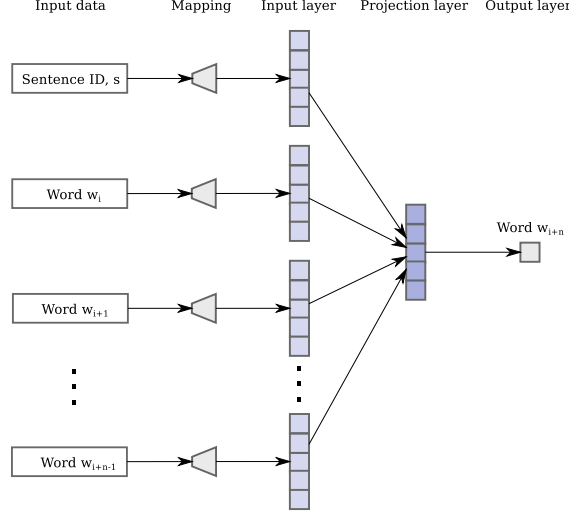 Input data Mapping Input layer Projection layer Output layer
Sentence ID, s
Word wᵢ
Word wᵢ₊ₙ
Word wᵢ₊₁
Word wᵢ₊ₙ₋₁